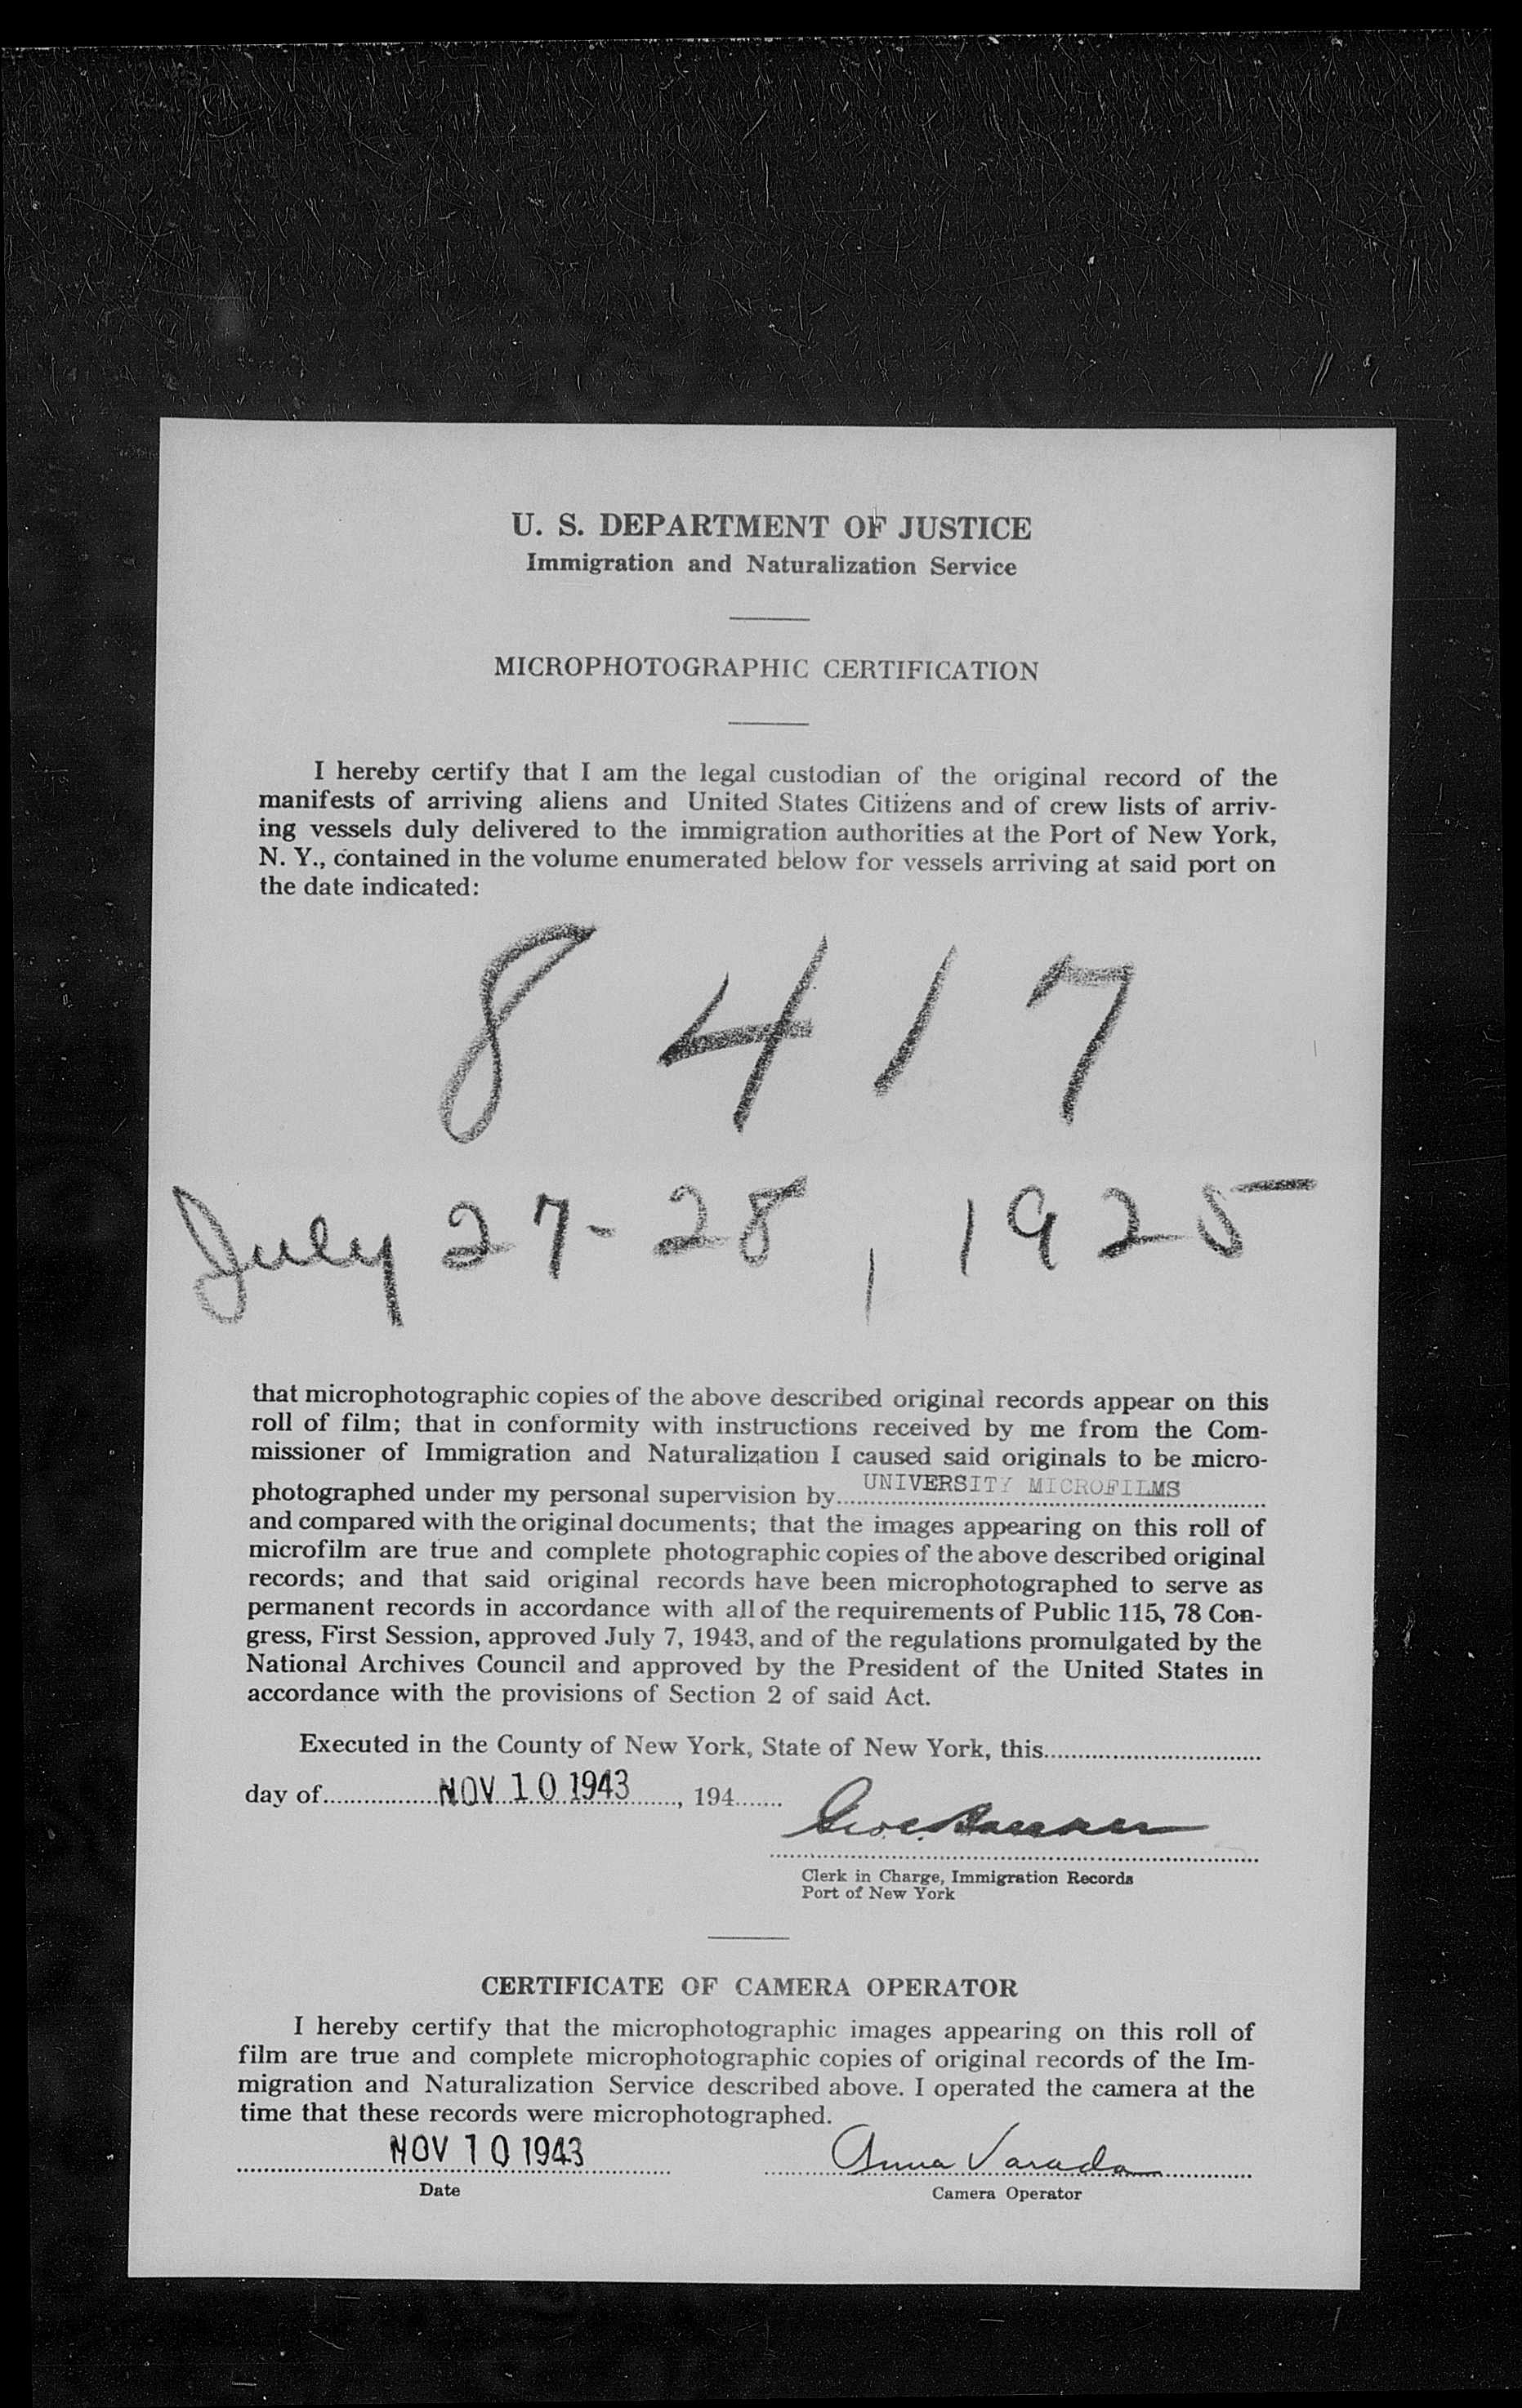 U. S. DEPARTMENT OF JUSTICE
Immigration and Naturalization Service
MICROPHOTOGRAPHIC CERTIFICATION
I hereby certify that I am the legal custodian of the original record of the
manifests of arriving aliens and United States Citizens and of crew lists of arriv-
ing vessels duly delivered to the immigration authorities at the Port of New York,
N. Y., contained in the volume enumerated below for vessels arriving at said port on
the date indicated:
8 4 1 7
July 27-28, 1925
that microphotographic copies of the above described original records appear on this
roll of film; that in conformity with instructions received by me from the Com-
missioner of Immigration and Naturalization I caused said originals to be micro-
photographed under my personal supervision by UNIVERSITY MICROFILMS
and compared with the original documents; that the images appearing on this roll of
microfilm are true and complete photographic copies of the above described original
records; and that said original records have been microphotographed to serve as
permanent records in accordance with all of the requirements of Public 115, 78 Con-
gress, First Session, approved July 7, 1943, and of the regulations promulgated by the
National Archives Council and approved by the President of the United States in
accordance with the provisions of Section 2 of said Act.
Executed in the County of New York, State of New York, this
day of NOV 10 1943, 194
Clerk in Charge, Immigration Records
Port of New York
CERTIFICATE OF CAMERA OPERATOR
I hereby certify that the microphotographic images appearing on this roll of
film are true and complete microphotographic copies of original records of the Im-
migration and Naturalization Service described above. I operated the camera at the
time that these records were microphotographed.
NOV 10 1943 Anna Varada
Date Camera Operator